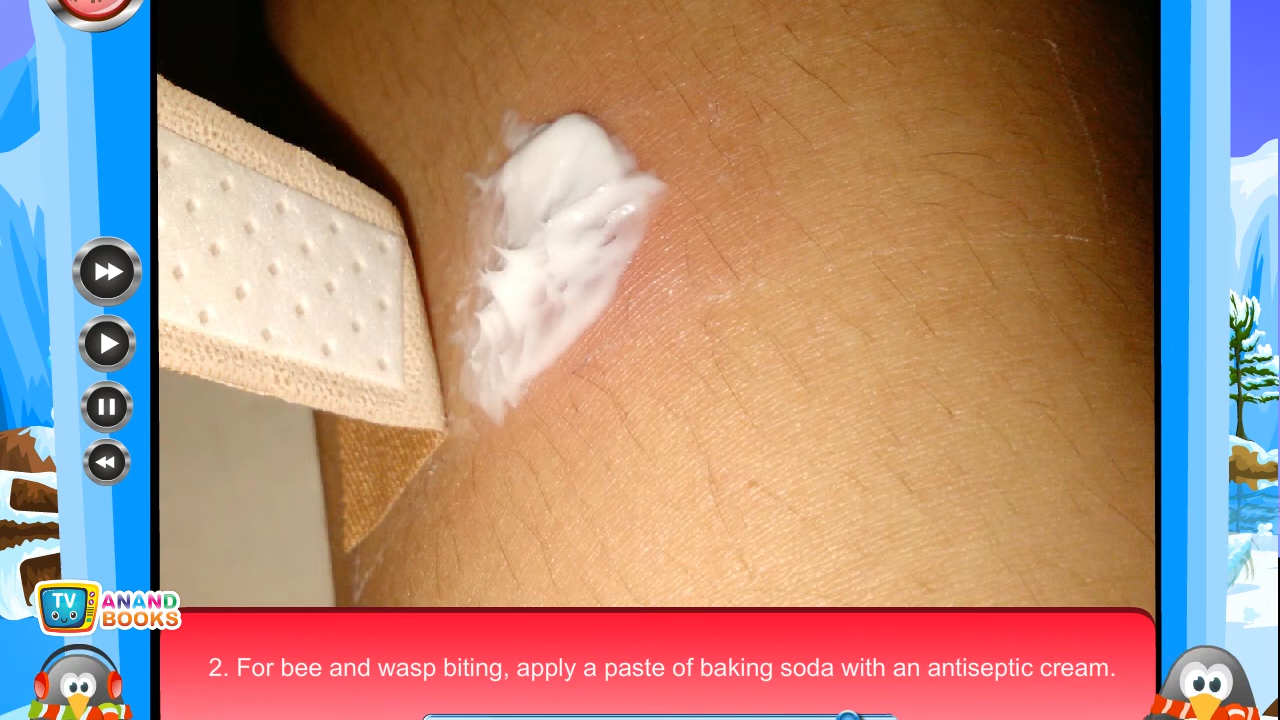 TV
ANAND
BOOKS
2. For bee and wasp biting, apply a paste of baking soda with an antiseptic cream.